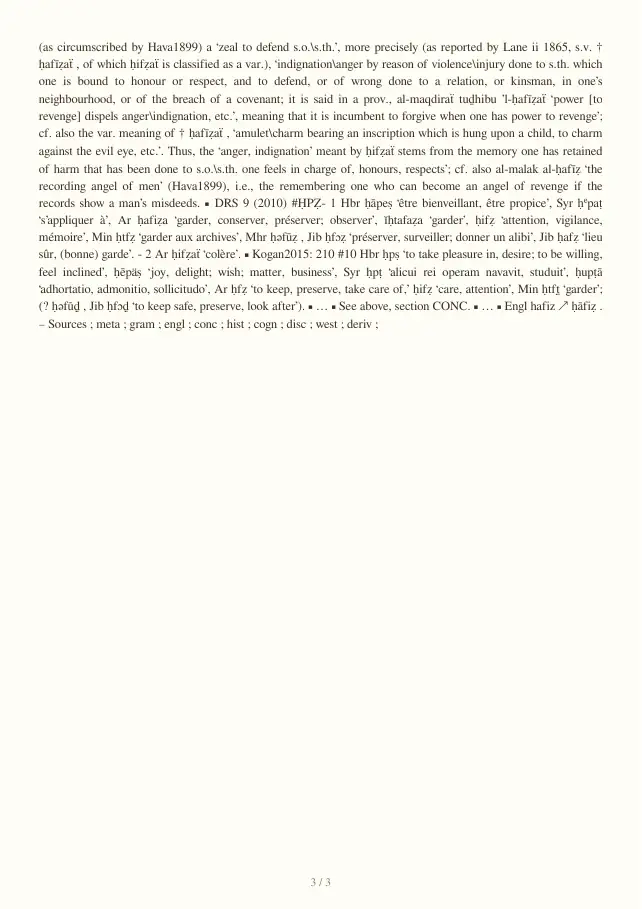 (as circumscribed by Hava1899) a ‘zeal to defend s.o.\s.th.’, more precisely (as reported by Lane ii 1865, s.v. †
ḥafīẓaẗ , of which ḥifẓaẗ is classified as a var.), ‘indignation\anger by reason of violence\injury done to s.th. which
one is bound to honour or respect, and to defend, or of wrong done to a relation, or kinsman, in one’s
neighbourhood, or of the breach of a covenant; it is said in a prov., al-maqdiraẗ tuḏhibu ’l-ḥafīẓaẗ ‘power [to
revenge] dispels anger\indignation, etc.’, meaning that it is incumbent to forgive when one has power to revenge’;
cf. also the var. meaning of † ḥafīẓaẗ , ‘amulet\charm bearing an inscription which is hung upon a child, to charm
against the evil eye, etc.’. Thus, the ‘anger, indignation’ meant by ḥifẓaẗ stems from the memory one has retained
of harm that has been done to s.o.\s.th. one feels in charge of, honours, respects’; cf. also al-malak al-ḥafīẓ ‘the
recording angel of men’ (Hava1899), i.e., the remembering one who can become an angel of revenge if the
records show a man’s misdeeds. ▪ DRS 9 (2010) #ḤPẒ- 1 Hbr ḥāpeṣ ‘être bienveillant, être propice’, Syr ḥᵉpaṭ
‘s’appliquer à’, Ar ḥafiẓa ‘garder, conserver, préserver; observer’, ĭḥtafaẓa ‘garder’, ḥifẓ ‘attention, vigilance,
mémoire’, Min ḥtfẓ ‘garder aux archives’, Mhr ḥəfūẓ , Jib ḥfɔẓ ‘préserver, surveiller; donner un alibi’, Jib ḥafẓ ‘lieu
sûr, (bonne) garde’. - 2 Ar ḥifẓaẗ ‘colère’. ▪ Kogan2015: 210 #10 Hbr ḥpṣ ‘to take pleasure in, desire; to be willing,
feel inclined’, ḥēpäṣ ‘joy, delight; wish; matter, business’, Syr ḥpṭ ‘alicui rei operam navavit, studuit’, ḥupṭā
‘adhortatio, admonitio, sollicitudo’, Ar ḥfẓ ‘to keep, preserve, take care of,’ ḥifẓ ‘care, attention’, Min ḥtfṯ̣ ‘garder’;
(? ḥəfūḏ̣ , Jib ḥfɔḏ̣ ‘to keep safe, preserve, look after’). ▪ … ▪ See above, section CONC. ▪ … ▪ Engl hafiz ↗ ḥāfiẓ .
– Sources ; meta ; gram ; engl ; conc ; hist ; cogn ; disc ; west ; deriv ;
3 / 3